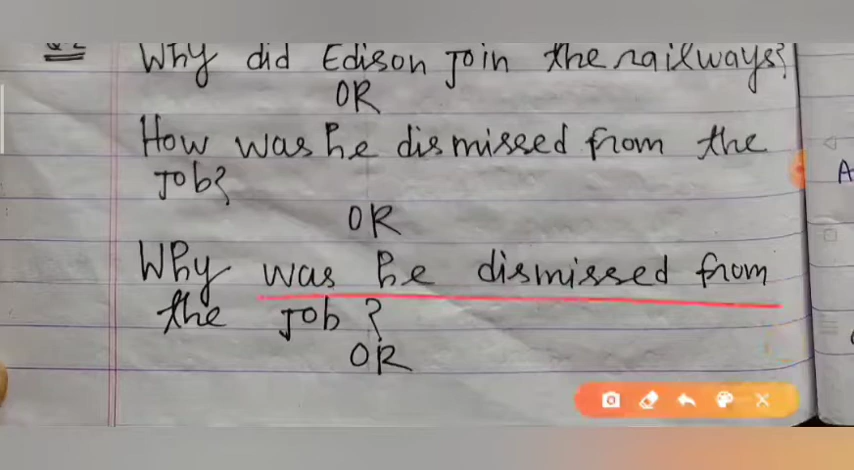 Q2 Why did Edison Join the railways?
OR
How was he dismissed from the
Job?
OR
Why was he dismissed from
the Job?
OR
A